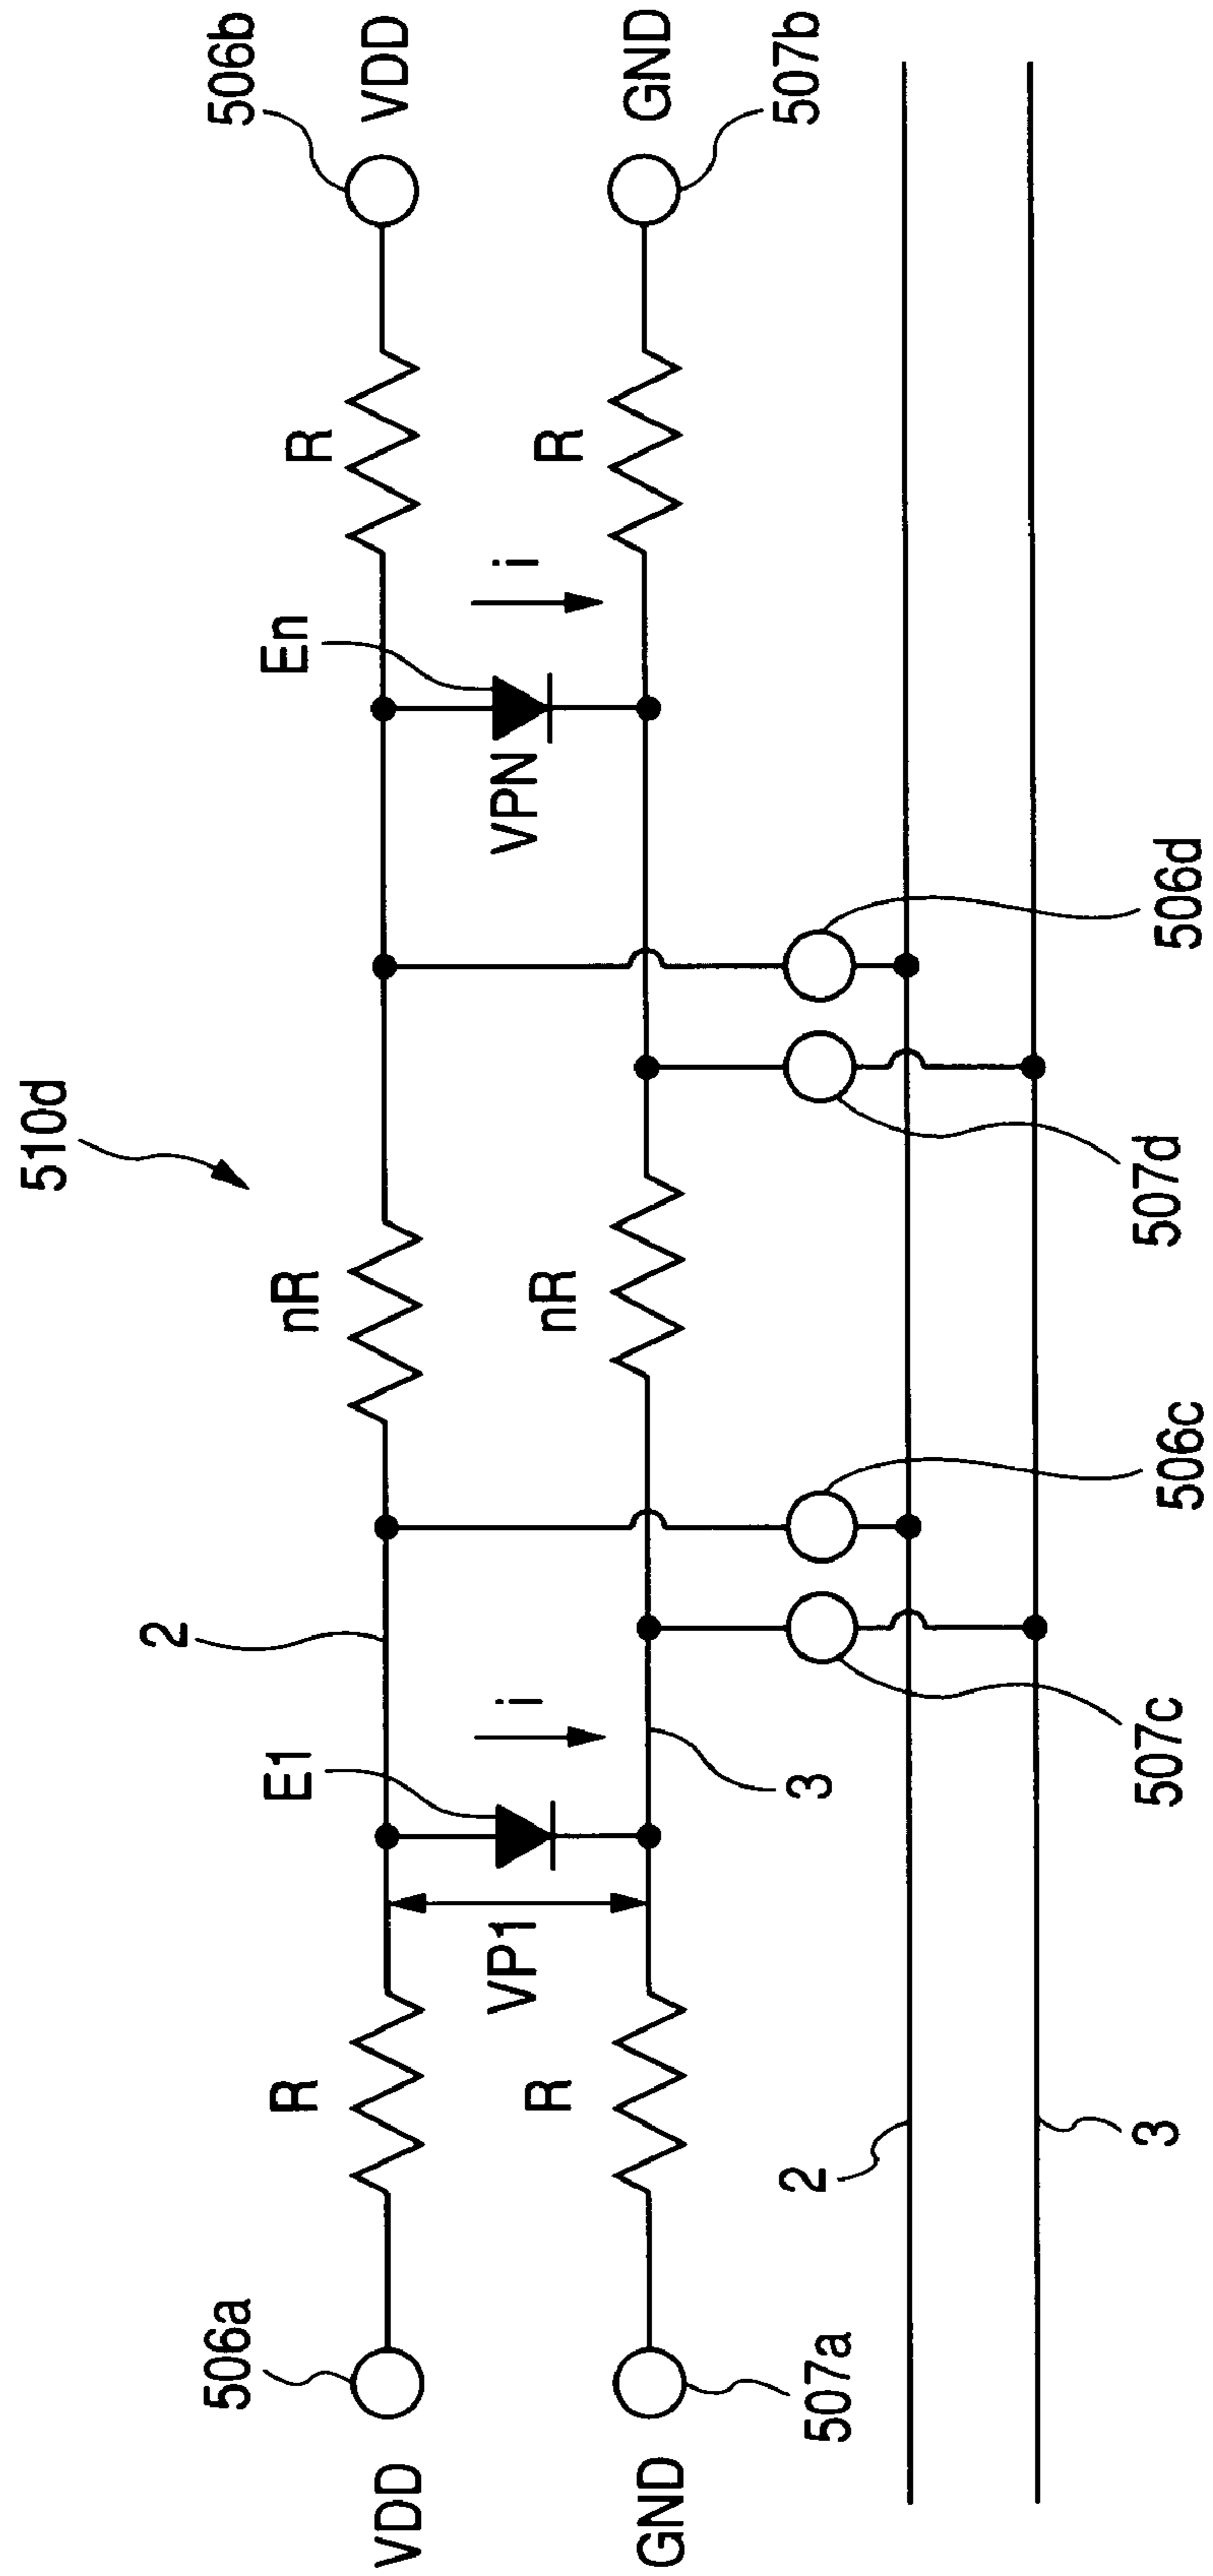 510d
506a
506b
VDD
R
2
nR
R
VDD
E1
En
VP1
i
VPN
i
GND
R
3
nR
R
GND
507a
507b
507c
506c
507d
506d
2
3